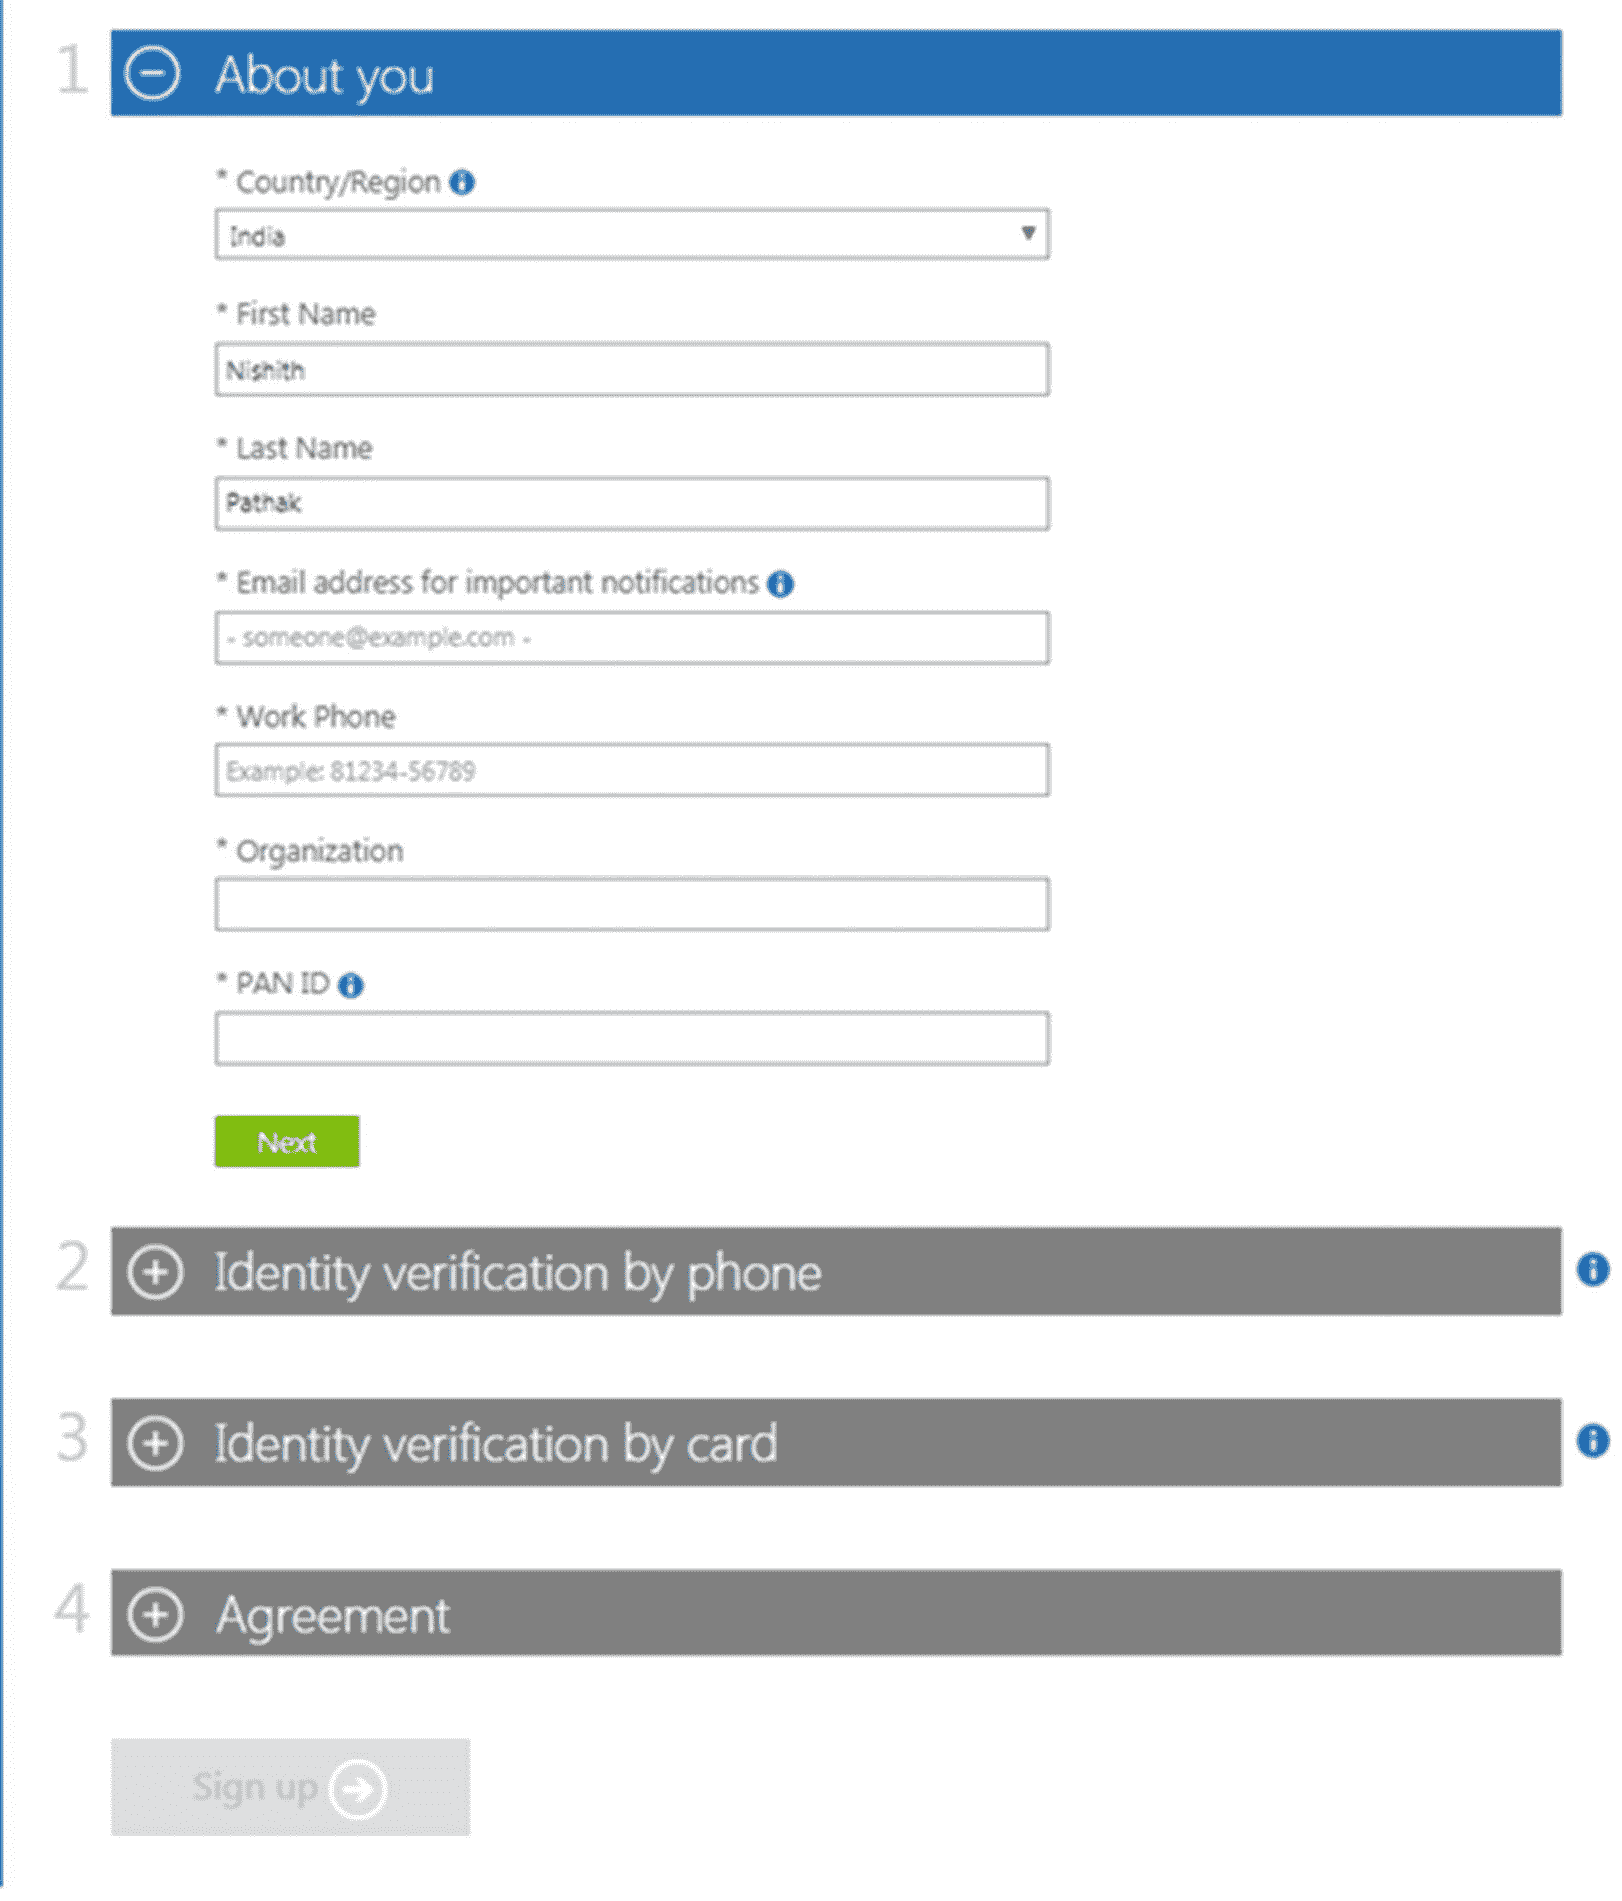 1 About you
* Country/Region
India
* First Name
Nishith
* Last Name
Pathak
* Email address for important notifications
- someone@example.com -
* Work Phone
Example: 81234-56789
* Organization
* PAN ID
Next
2 Identity verification by phone
3 Identity verification by card
4 Agreement
Sign up